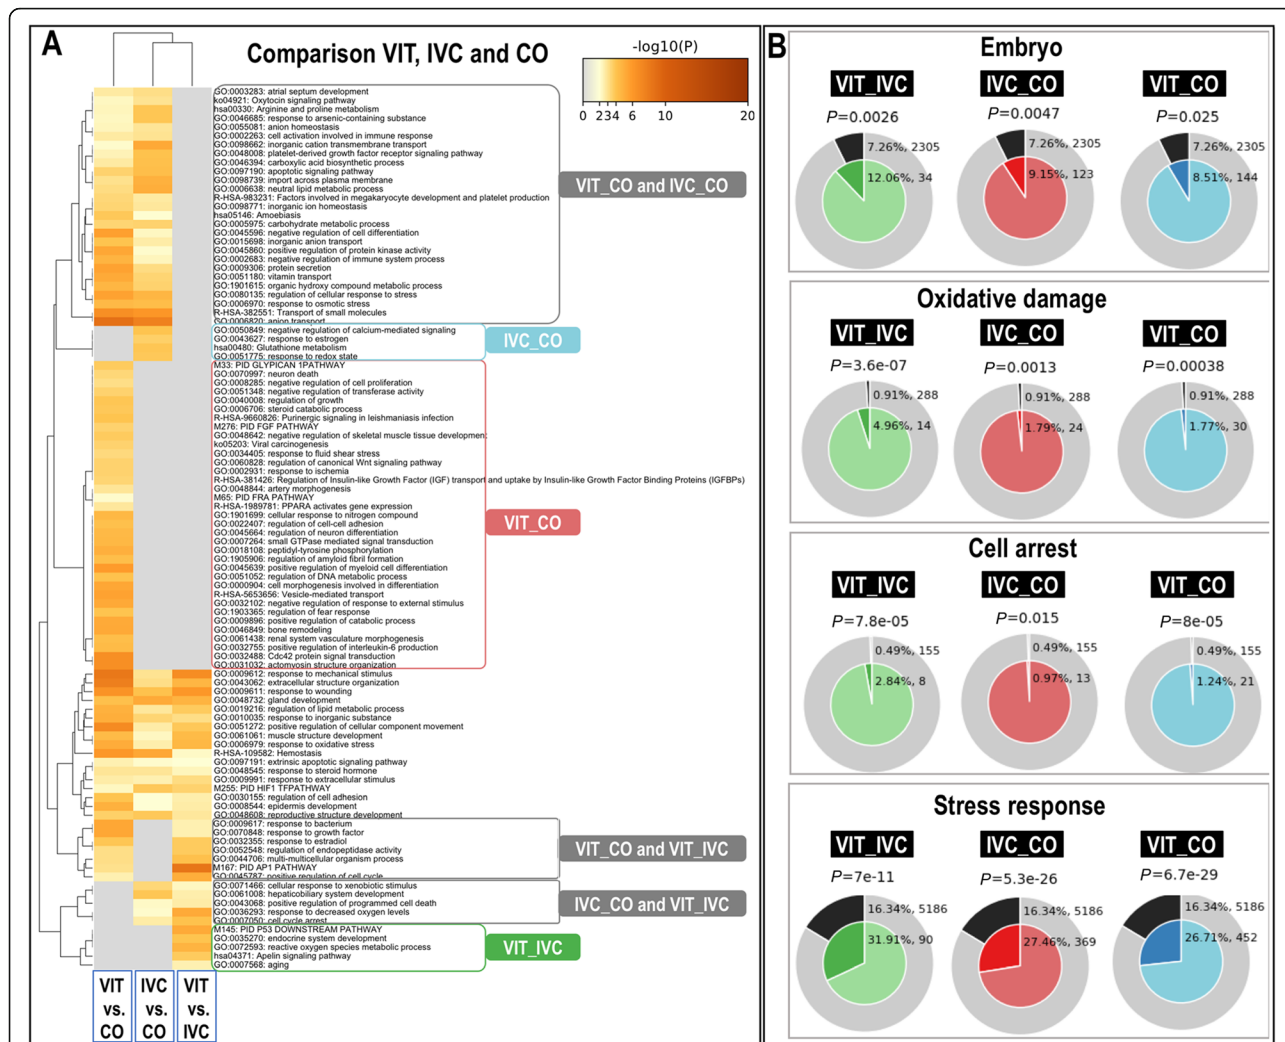 A
Comparison VIT, IVC and CO
-log10(P)
0 2 3 4 6 10 20
GO:0003283: atrial septum development
ko04921: Oxytocin signaling pathway
hsa00330: Arginine and proline metabolism
GO:0046685: response to arsenic-containing substance
GO:0055081: anion homeostasis
GO:0002263: cell activation involved in immune response
GO:0098662: inorganic cation transmembrane transport
GO:0048008: platelet-derived growth factor receptor signaling pathway
GO:0046394: carboxylic acid biosynthetic process
GO:0097190: apoptotic signaling pathway
GO:0098739: import across plasma membrane
GO:0006638: neutral lipid metabolic process
R-HSA-983231: Factors involved in megakaryocyte development and platelet production
GO:0098771: inorganic ion homeostasis
hsa05146: Amoebiasis
GO:0005975: carbohydrate metabolic process
GO:0045596: negative regulation of cell differentiation
GO:0015698: inorganic anion transport
GO:0045860: positive regulation of protein kinase activity
GO:0002683: negative regulation of immune system process
GO:0009306: protein secretion
GO:0051180: vitamin transport
GO:1901615: organic hydroxy compound metabolic process
GO:0080135: regulation of cellular response to stress
GO:0006970: response to osmotic stress
R-HSA-382551: Transport of small molecules
GO:0006820: anion transport
VIT_CO and IVC_CO
GO:0050849: negative regulation of calcium-mediated signaling
GO:0043627: response to estrogen
hsa00480: Glutathione metabolism
GO:0051775: response to redox state
IVC_CO
M33: PID GLYPICAN 1PATHWAY
GO:0070997: neuron death
GO:0008285: negative regulation of cell proliferation
GO:0051348: negative regulation of transferase activity
GO:0040008: regulation of growth
GO:0006706: steroid catabolic process
R-HSA-9660826: Purinergic signaling in leishmaniasis infection
M276: PID FGF PATHWAY
GO:0048642: negative regulation of skeletal muscle tissue development
ko05203: Viral carcinogenesis
GO:0034405: response to fluid shear stress
GO:0060828: regulation of canonical Wnt signaling pathway
GO:0002931: response to ischemia
R-HSA-381426: Regulation of Insulin-like Growth Factor (IGF) transport and uptake by Insulin-like Growth Factor Binding Proteins (IGFBPs)
GO:0048844: artery morphogenesis
M65: PID FRA PATHWAY
R-HSA-1989781: PPARA activates gene expression
GO:1901699: cellular response to nitrogen compound
GO:0022407: regulation of cell-cell adhesion
GO:0045664: regulation of neuron differentiation
GO:0007264: small GTPase mediated signal transduction
GO:0018108: peptidyl-tyrosine phosphorylation
GO:1905906: regulation of amyloid fibril formation
GO:0045639: positive regulation of myeloid cell differentiation
GO:0051052: regulation of DNA metabolic process
GO:0000904: cell morphogenesis involved in differentiation
R-HSA-5653656: Vesicle-mediated transport
GO:0032102: negative regulation of response to external stimulus
GO:1903365: regulation of fear response
GO:0009896: positive regulation of catabolic process
GO:0046849: bone remodeling
GO:0061438: renal system vasculature morphogenesis
GO:0032755: positive regulation of interleukin-6 production
GO:0032488: Cdc42 protein signal transduction
GO:0031032: actomyosin structure organization
VIT_CO
GO:0009612: response to mechanical stimulus
GO:0043062: extracellular structure organization
GO:0009611: response to wounding
GO:0048732: gland development
GO:0019216: regulation of lipid metabolic process
GO:0010035: response to inorganic substance
GO:0051272: positive regulation of cellular component movement
GO:0061061: muscle structure development
GO:0006979: response to oxidative stress
R-HSA-109582: Hemostasis
GO:0097191: extrinsic apoptotic signaling pathway
GO:0048545: response to steroid hormone
GO:0009991: response to extracellular stimulus
M255: PID HIF1 TFPATHWAY
GO:0030155: regulation of cell adhesion
GO:0008544: epidermis development
GO:0048608: reproductive structure development
GO:0009617: response to bacterium
GO:0070848: response to growth factor
GO:0032355: response to estradiol
GO:0052548: regulation of endopeptidase activity
GO:0044706: multi-multicellular organism process
M167: PID AP1 PATHWAY
GO:0045787: positive regulation of cell cycle
VIT_CO and VIT_IVC
GO:0071466: cellular response to xenobiotic stimulus
GO:0061008: hepaticobiliary system development
GO:0043068: positive regulation of programmed cell death
GO:0036293: response to decreased oxygen levels
GO:0007050: cell cycle arrest
IVC_CO and VIT_IVC
M145: PID P53 DOWNSTREAM PATHWAY
GO:0035270: endocrine system development
GO:0072593: reactive oxygen species metabolic process
hsa04371: Apelin signaling pathway
GO:0007568: aging
VIT_IVC
VIT vs. CO
IVC vs. CO
VIT vs. IVC
B
Embryo
VIT_IVC IVC_CO VIT_CO
P=0.0026 P=0.0047 P=0.025
7.26%, 2305 7.26%, 2305 7.26%, 2305
12.06%, 34 9.15%, 123 8.51%, 144
Oxidative damage
VIT_IVC IVC_CO VIT_CO
P=3.6e-07 P=0.0013 P=0.00038
0.91%, 288 0.91%, 288 0.91%, 288
4.96%, 14 1.79%, 24 1.77%, 30
Cell arrest
VIT_IVC IVC_CO VIT_CO
P=7.8e-05 P=0.015 P=8e-05
0.49%, 155 0.49%, 155 0.49%, 155
2.84%, 8 0.97%, 13 1.24%, 21
Stress response
VIT_IVC IVC_CO VIT_CO
P=7e-11 P=5.3e-26 P=6.7e-29
16.34%, 5186 16.34%, 5186 16.34%, 5186
31.91%, 90 27.46%, 369 26.71%, 452